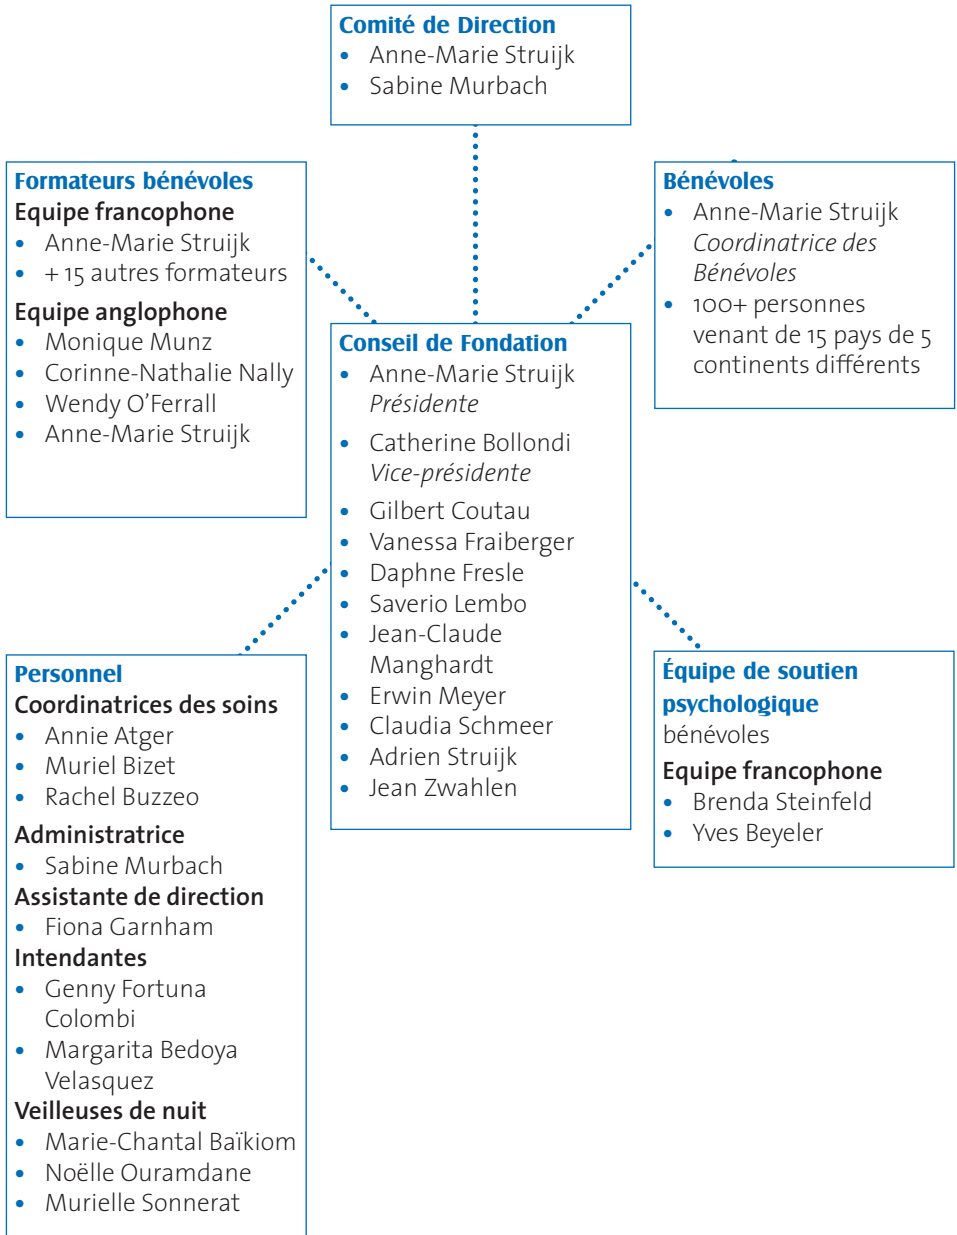 Comité de Direction
• Anne-Marie Struijk
• Sabine Murbach
Formateurs bénévoles
Equipe francophone
• Anne-Marie Struijk
• + 15 autres formateurs
Equipe anglophone
• Monique Munz
• Corinne-Nathalie Nally
• Wendy O’Ferrall
• Anne-Marie Struijk
Bénévoles
• Anne-Marie Struijk
Coordinatrice des
Bénévoles
• 100+ personnes
venant de 15 pays de 5
continents différents
Conseil de Fondation
• Anne-Marie Struijk
Présidente
• Catherine Bollondi
Vice-présidente
• Gilbert Coutau
• Vanessa Fraiberger
• Daphne Fresle
• Saverio Lembo
• Jean-Claude
Manghardt
• Erwin Meyer
• Claudia Schmeer
• Adrien Struijk
• Jean Zwahlen
Personnel
Coordinatrices des soins
• Annie Atger
• Muriel Bizet
• Rachel Buzzeo
Administratrice
• Sabine Murbach
Assistante de direction
• Fiona Garnham
Intendantes
• Genny Fortuna
Colombi
• Margarita Bedoya
Velasquez
Veilleuses de nuit
• Marie-Chantal Baïkiom
• Noëlle Ouramdane
• Murielle Sonnerat
Équipe de soutien
psychologique
bénévoles
Equipe francophone
• Brenda Steinfeld
• Yves Beyeler